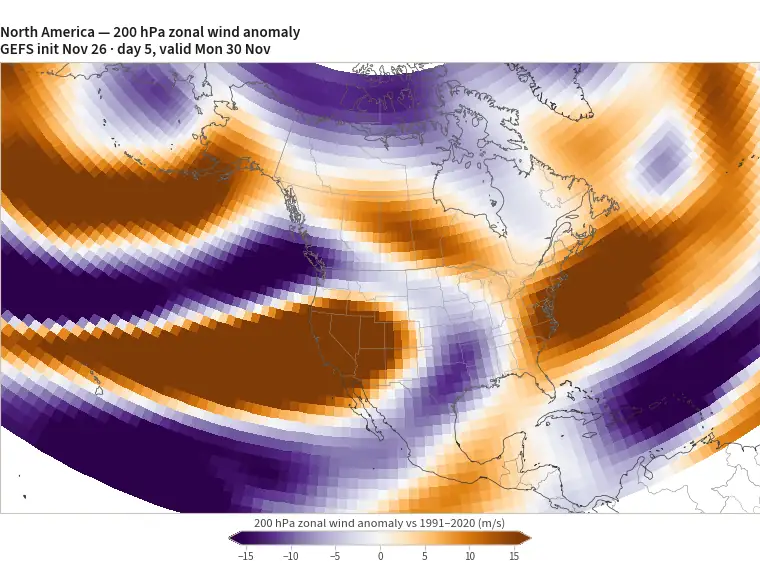 North America — 200 hPa zonal wind anomaly
GEFS init Nov 26 · day 5, valid Mon 30 Nov
200 hPa zonal wind anomaly vs 1991–2020 (m/s)
−15 −10 −5 0 5 10 15